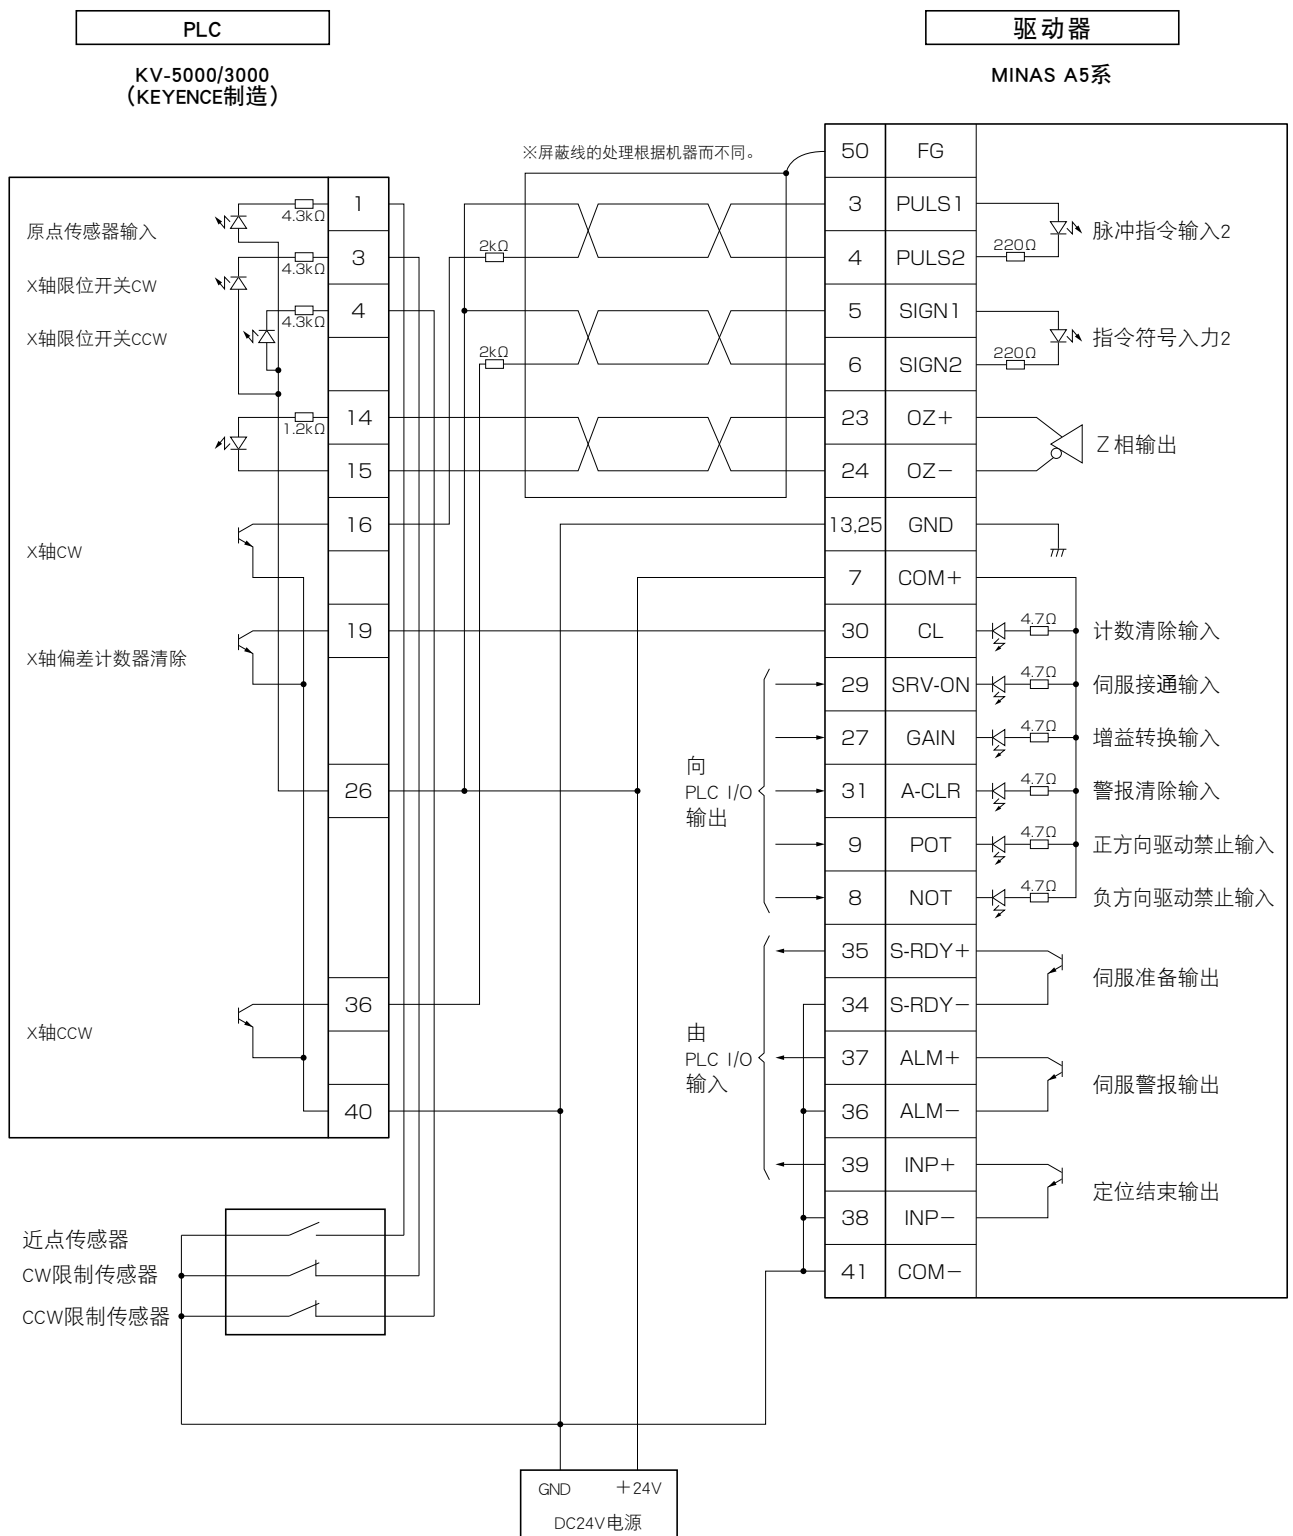 PLC
驱动器
KV-5000/3000
（KEYENCE制造）
MINAS A5系
※屏蔽线的处理根据机器而不同。
原点传感器输入
X轴限位开关CW
X轴限位开关CCW
X轴CW
X轴偏差计数器清除
X轴CCW
4.3kΩ
4.3kΩ
4.3kΩ
1.2kΩ
1
3
4
14
15
16
19
26
36
40
2kΩ
2kΩ
50 FG
3 PULS1
4 PULS2
5 SIGN1
6 SIGN2
23 OZ+
24 OZ−
13,25 GND
7 COM+
30 CL
29 SRV-ON
27 GAIN
31 A-CLR
9 POT
8 NOT
35 S-RDY+
34 S-RDY−
37 ALM+
36 ALM−
39 INP+
38 INP−
41 COM−
220Ω
脉冲指令输入2
220Ω
指令符号入力2
Z相输出
4.7Ω 计数清除输入
4.7Ω 伺服接通输入
4.7Ω 增益转换输入
4.7Ω 警报清除输入
4.7Ω 正方向驱动禁止输入
4.7Ω 负方向驱动禁止输入
伺服准备输出
伺服警报输出
定位结束输出
向
PLC I/O
输出
由
PLC I/O
输入
近点传感器
CW限制传感器
CCW限制传感器
GND +24V
DC24V电源